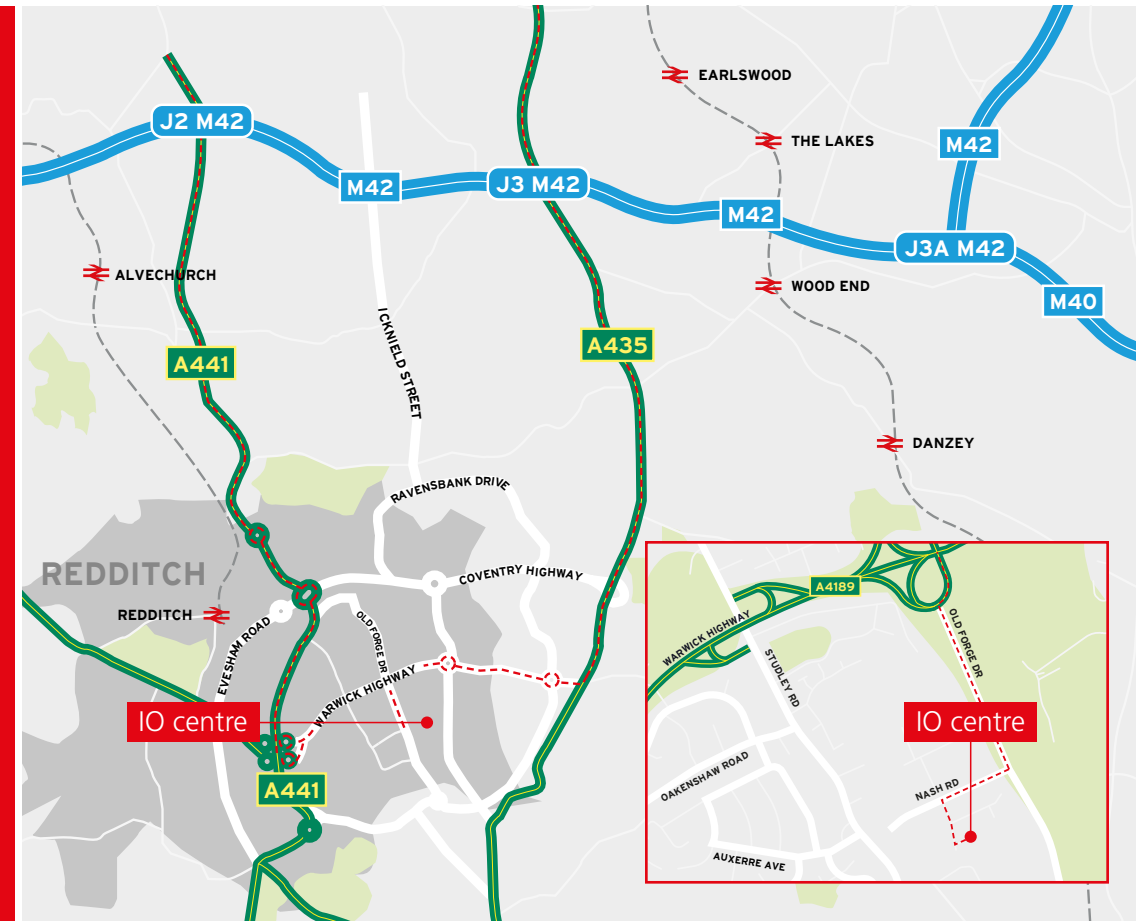 EARLSWOOD
J2 M42
THE LAKES
M42
M42
J3 M42
M42
J3A M42
ALVECHURCH
WOOD END
M40
ICKNIELD STREET
A435
A441
DANZEY
RAVENSBANK DRIVE
REDDITCH
COVENTRY HIGHWAY
REDDITCH
OLD FORGE DR
EVESHAM ROAD
WARWICK HIGHWAY
IO centre
A441
A4189
WARWICK HIGHWAY
OLD FORGE DR
STUDLEY RD
IO centre
OAKENSHAW ROAD
NASH RD
AUXERRE AVE